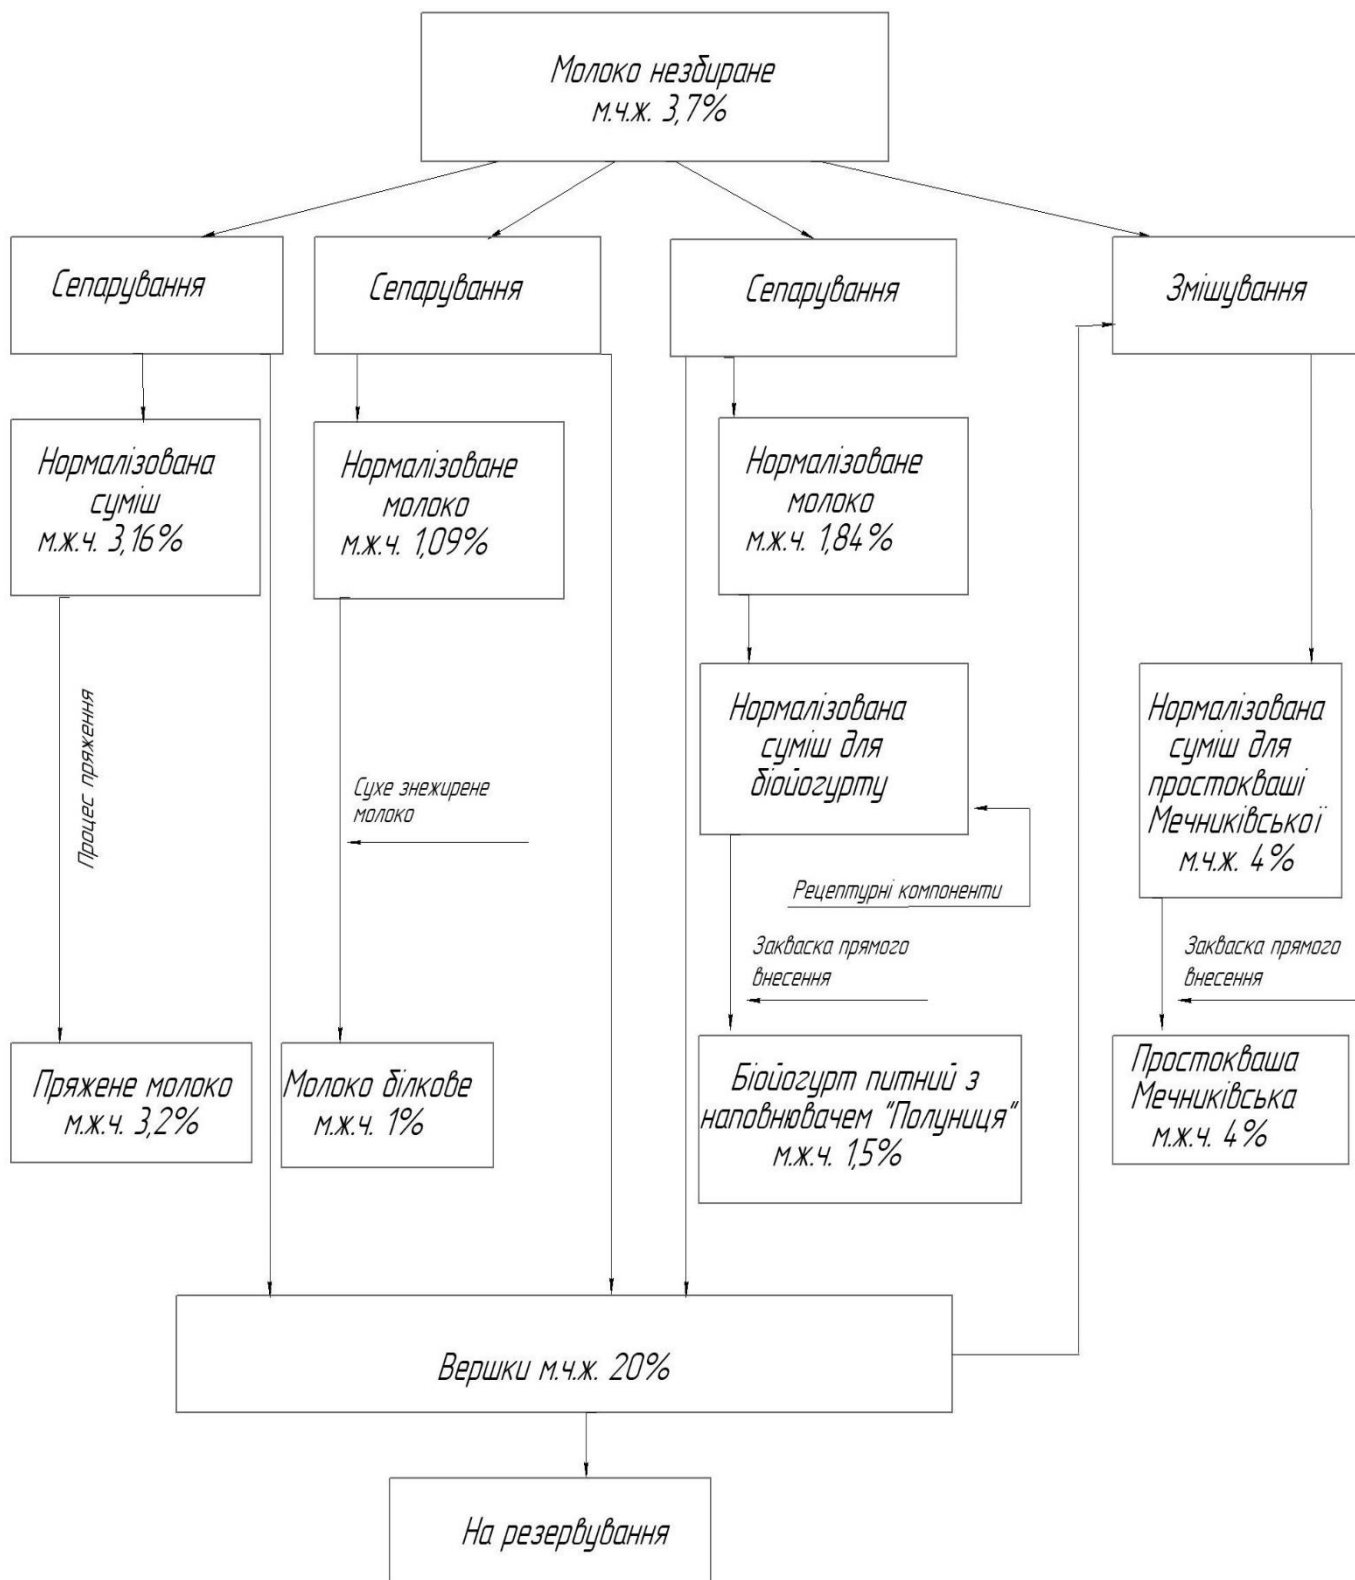 Молоко незбиране
м.ч.ж. 3,7%
Сепарування
Сепарування
Сепарування
Змішування
Нормалізована
суміш
м.ж.ч. 3,16%
Нормалізоване
молоко
м.ж.ч. 1,09%
Нормалізоване
молоко
м.ж.ч. 1,84%
Процес пряження
Сухе знежирене
молоко
Нормалізована
суміш для
біойогурту
Рецептурні компоненти
Закваска прямого
внесення
Нормалізована
суміш для
простокваші
Мечниківської
м.ч.ж. 4%
Закваска прямого
внесення
Пряжене молоко
м.ж.ч. 3,2%
Молоко білкове
м.ж.ч. 1%
Біойогурт питний з
наповнювачем "Полуниця"
м.ж.ч. 1,5%
Простокваша
Мечниківська
м.ж.ч. 4%
Вершки м.ч.ж. 20%
На резервування